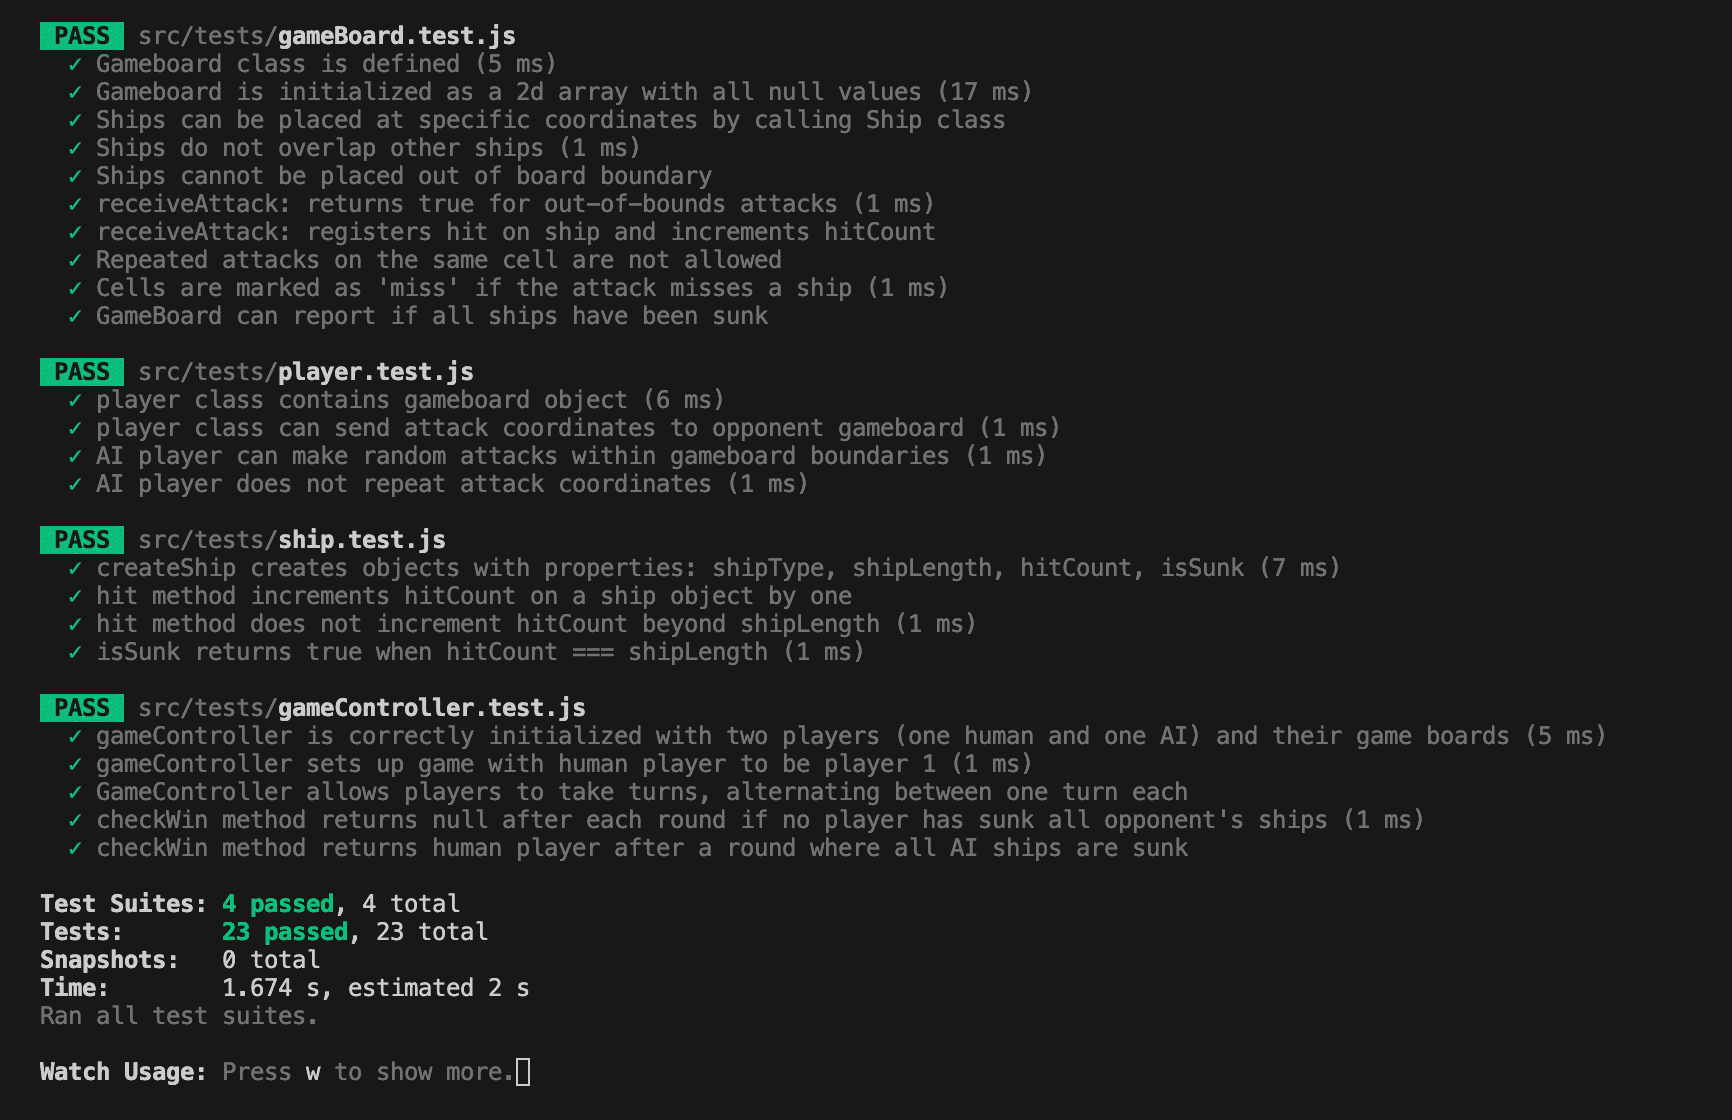 PASS src/tests/gameBoard.test.js
✓ Gameboard class is defined (5 ms)
✓ Gameboard is initialized as a 2d array with all null values (17 ms)
✓ Ships can be placed at specific coordinates by calling Ship class
✓ Ships do not overlap other ships (1 ms)
✓ Ships cannot be placed out of board boundary
✓ receiveAttack: returns true for out-of-bounds attacks (1 ms)
✓ receiveAttack: registers hit on ship and increments hitCount
✓ Repeated attacks on the same cell are not allowed
✓ Cells are marked as 'miss' if the attack misses a ship (1 ms)
✓ GameBoard can report if all ships have been sunk
PASS src/tests/player.test.js
✓ player class contains gameboard object (6 ms)
✓ player class can send attack coordinates to opponent gameboard (1 ms)
✓ AI player can make random attacks within gameboard boundaries (1 ms)
✓ AI player does not repeat attack coordinates (1 ms)
PASS src/tests/ship.test.js
✓ createShip creates objects with properties: shipType, shipLength, hitCount, isSunk (7 ms)
✓ hit method increments hitCount on a ship object by one
✓ hit method does not increment hitCount beyond shipLength (1 ms)
✓ isSunk returns true when hitCount === shipLength (1 ms)
PASS src/tests/gameController.test.js
✓ gameController is correctly initialized with two players (one human and one AI) and their game boards (5 ms)
✓ gameController sets up game with human player to be player 1 (1 ms)
✓ GameController allows players to take turns, alternating between one turn each
✓ checkWin method returns null after each round if no player has sunk all opponent's ships (1 ms)
✓ checkWin method returns human player after a round where all AI ships are sunk
Test Suites: 4 passed, 4 total
Tests: 23 passed, 23 total
Snapshots: 0 total
Time: 1.674 s, estimated 2 s
Ran all test suites.
Watch Usage: Press w to show more.